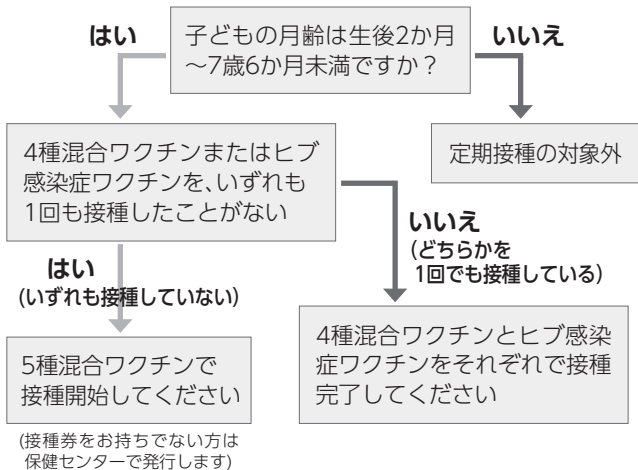 はい
子どもの月齢は生後2か月
～7歳6か月未満ですか？
いいえ
4種混合ワクチンまたはヒブ
感染症ワクチンを、いずれも
1回も接種したことがない
定期接種の対象外
はい
(いずれも接種していない)
いいえ
(どちらかを
1回でも接種している)
5種混合ワクチンで
接種開始してください
4種混合ワクチンとヒブ感染
症ワクチンをそれぞれで接種
完了してください
(接種券をお持ちでない方は
保健センターで発行します)